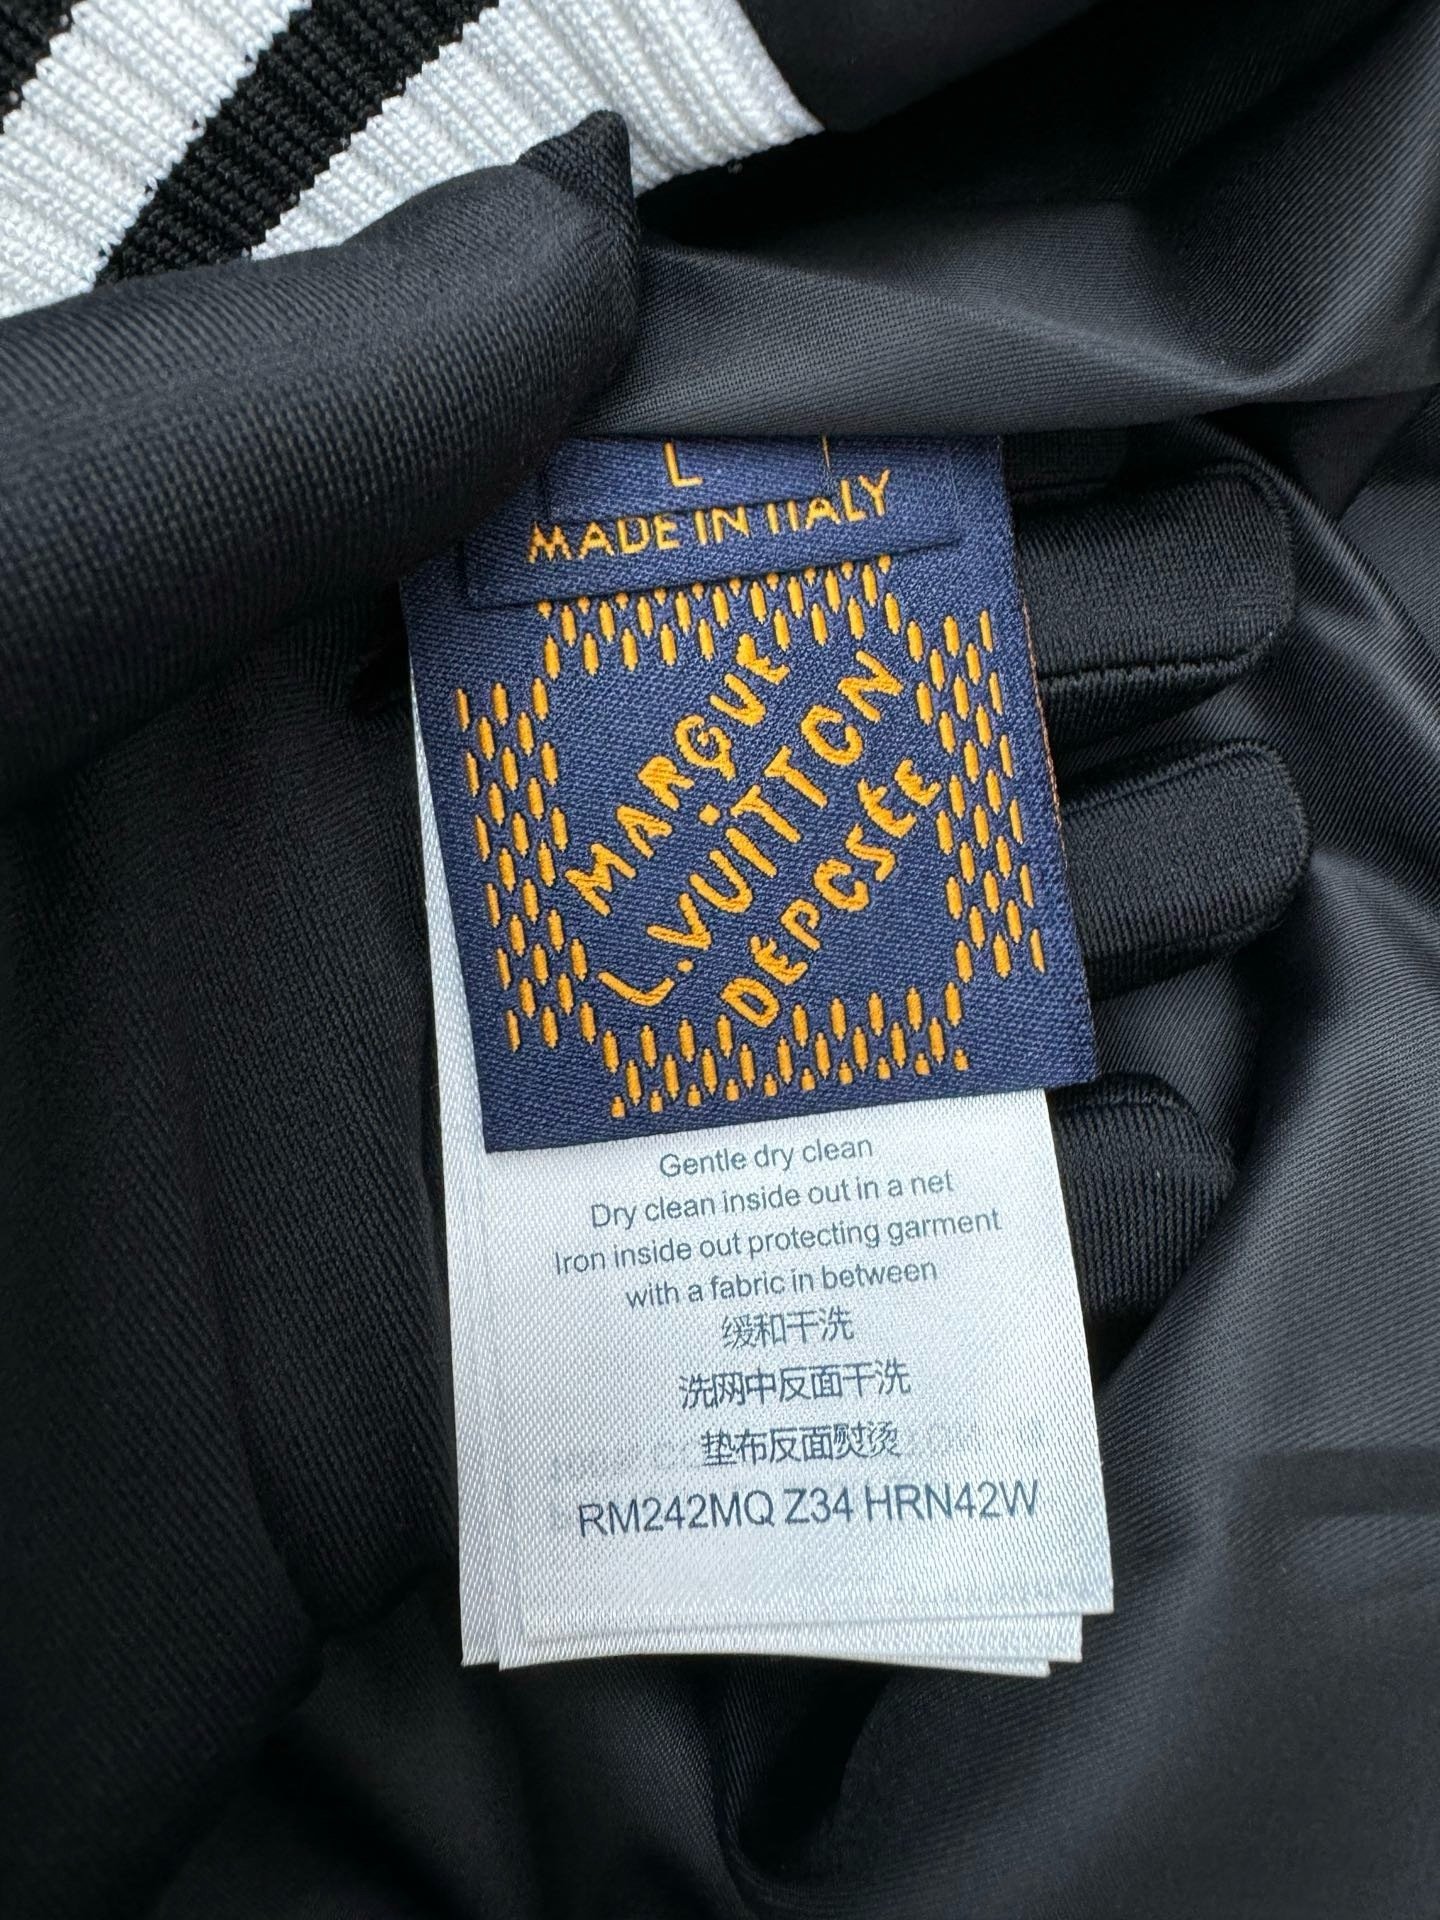 L
MADE IN ITALY
MARQUE
L.VUiTTON
DEPOSÉE
Gentle dry clean
Dry clean inside out in a net
Iron inside out protecting garment
with a fabric in between
缓和干洗
洗网中反面干洗
垫布反面熨烫
RM242MQ Z34 HRN42W